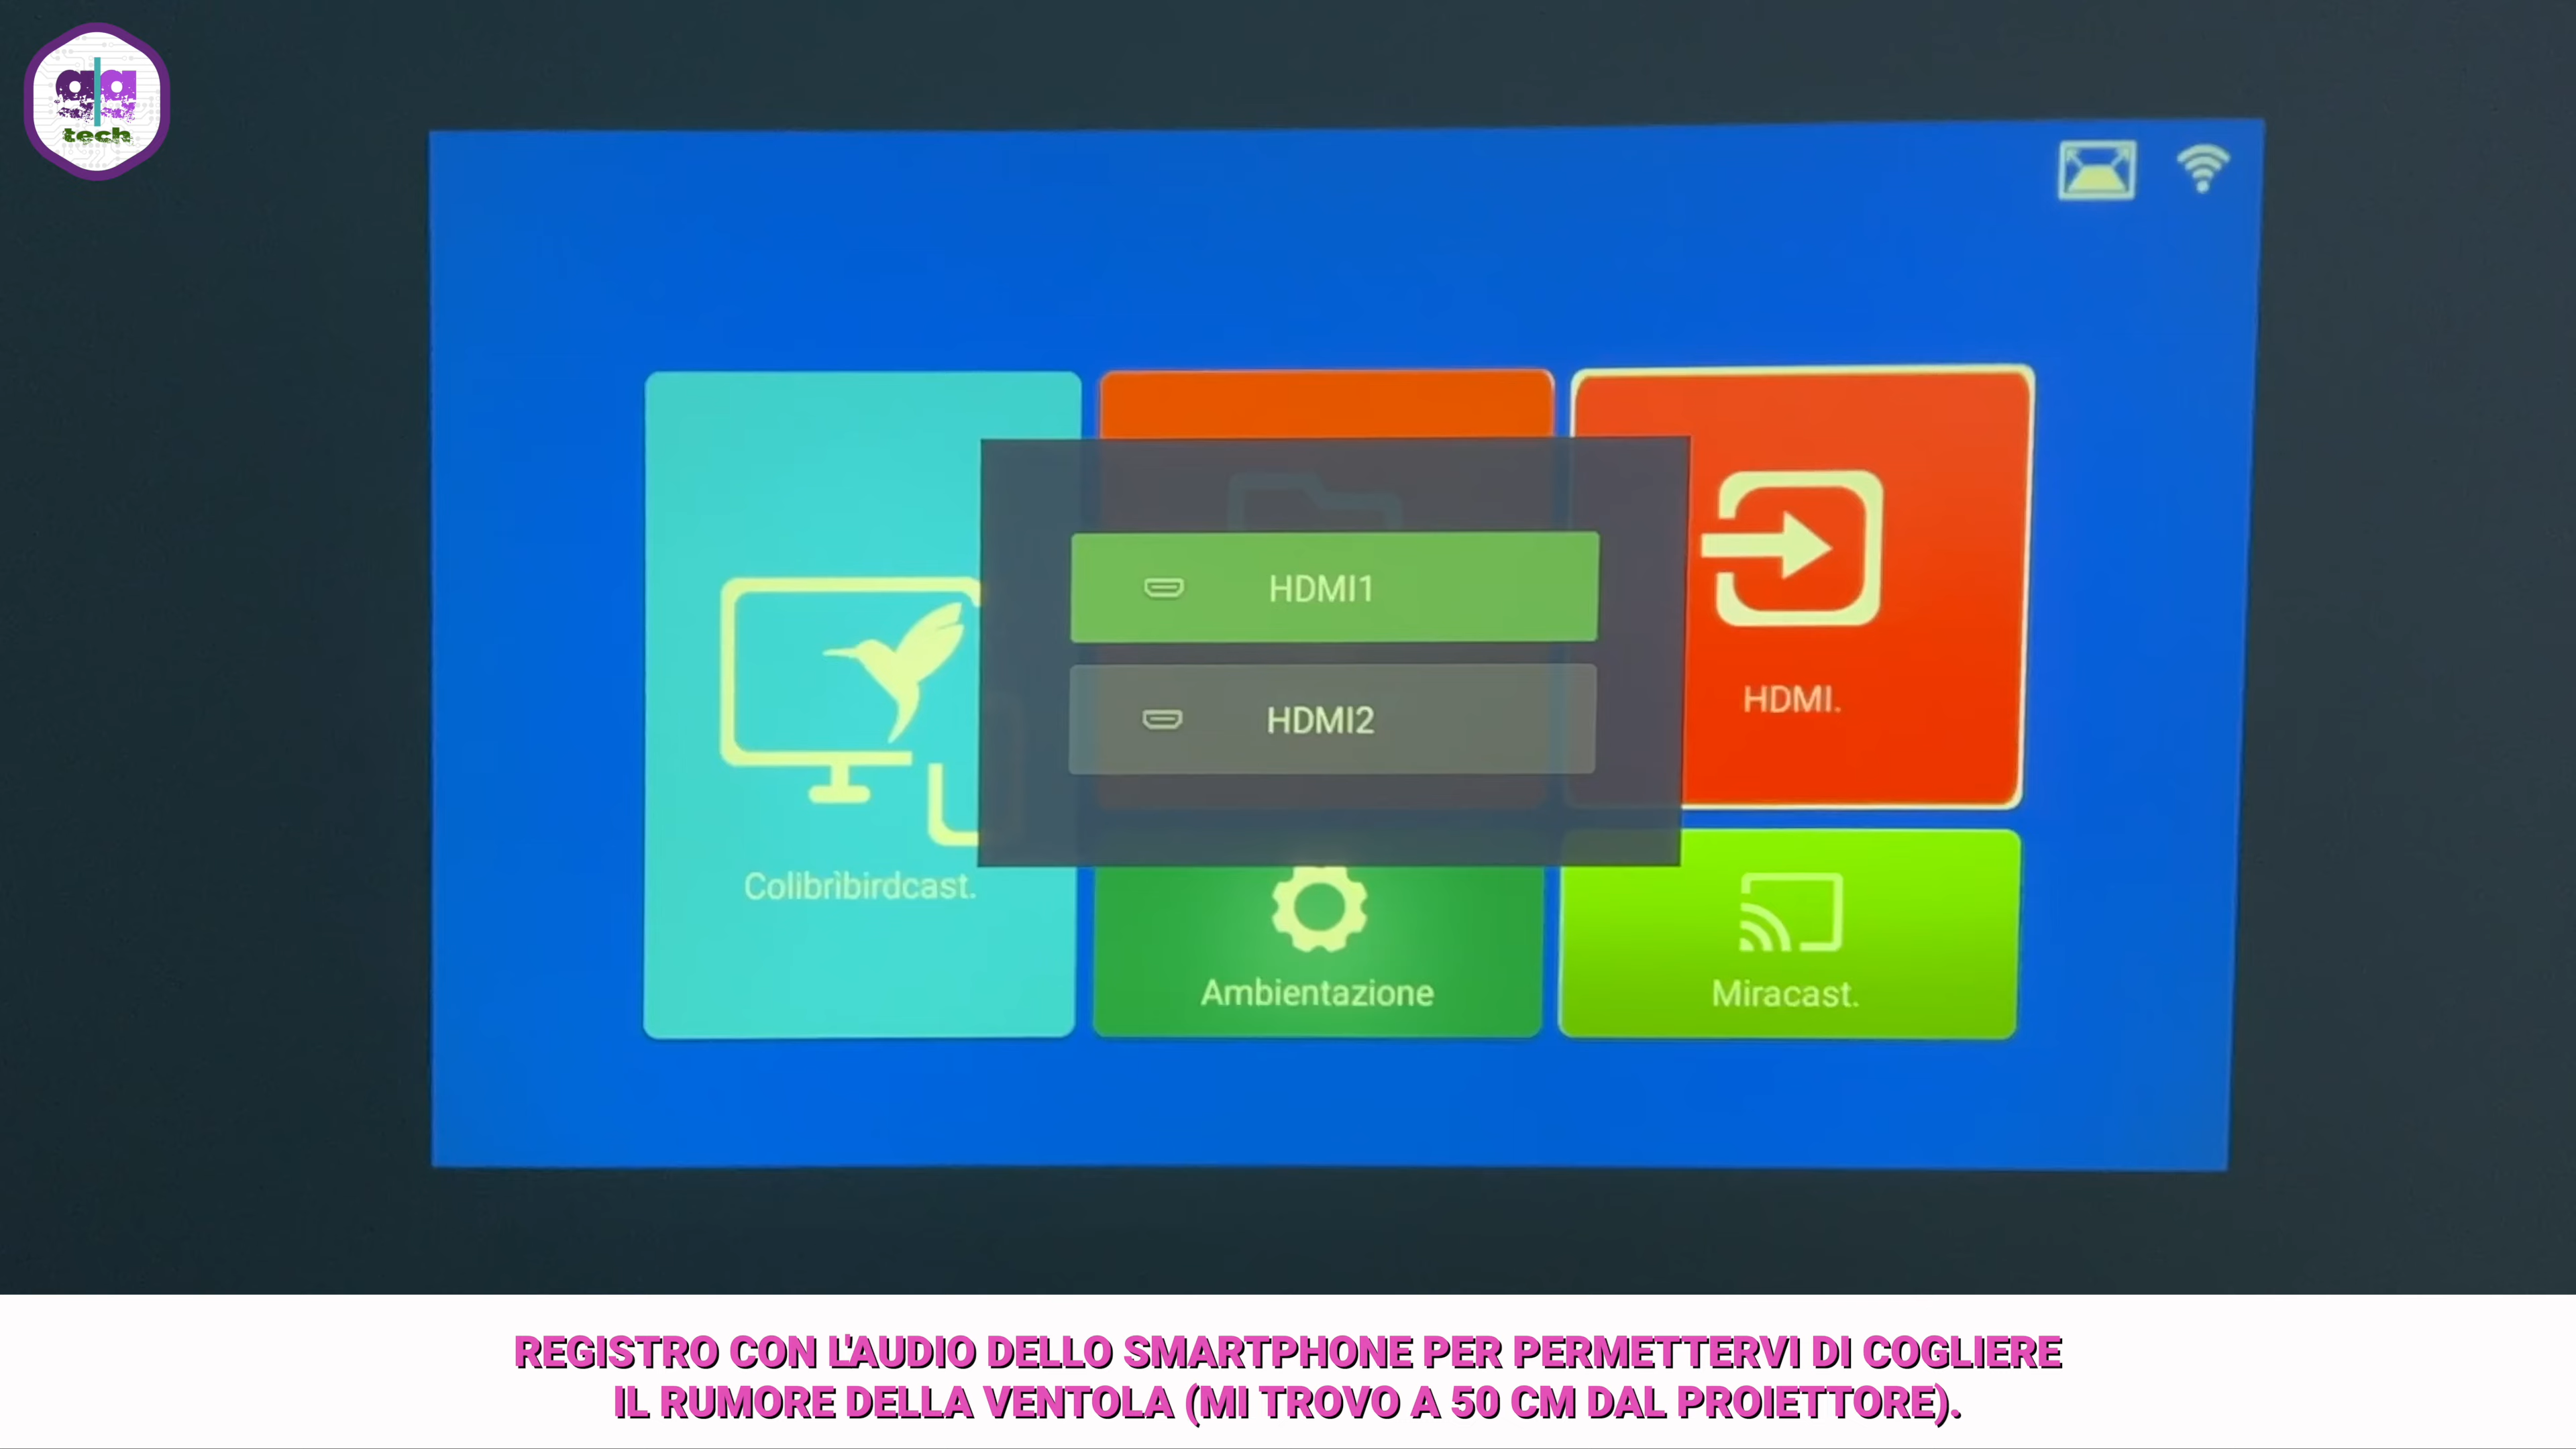 a|a
tech
HDMI1
HDMI2
HDMI.
Colibrìbirdcast.
Ambientazione
Miracast.
REGISTRO CON L'AUDIO DELLO SMARTPHONE PER PERMETTERVI DI COGLIERE
IL RUMORE DELLA VENTOLA (MI TROVO A 50 CM DAL PROIETTORE).